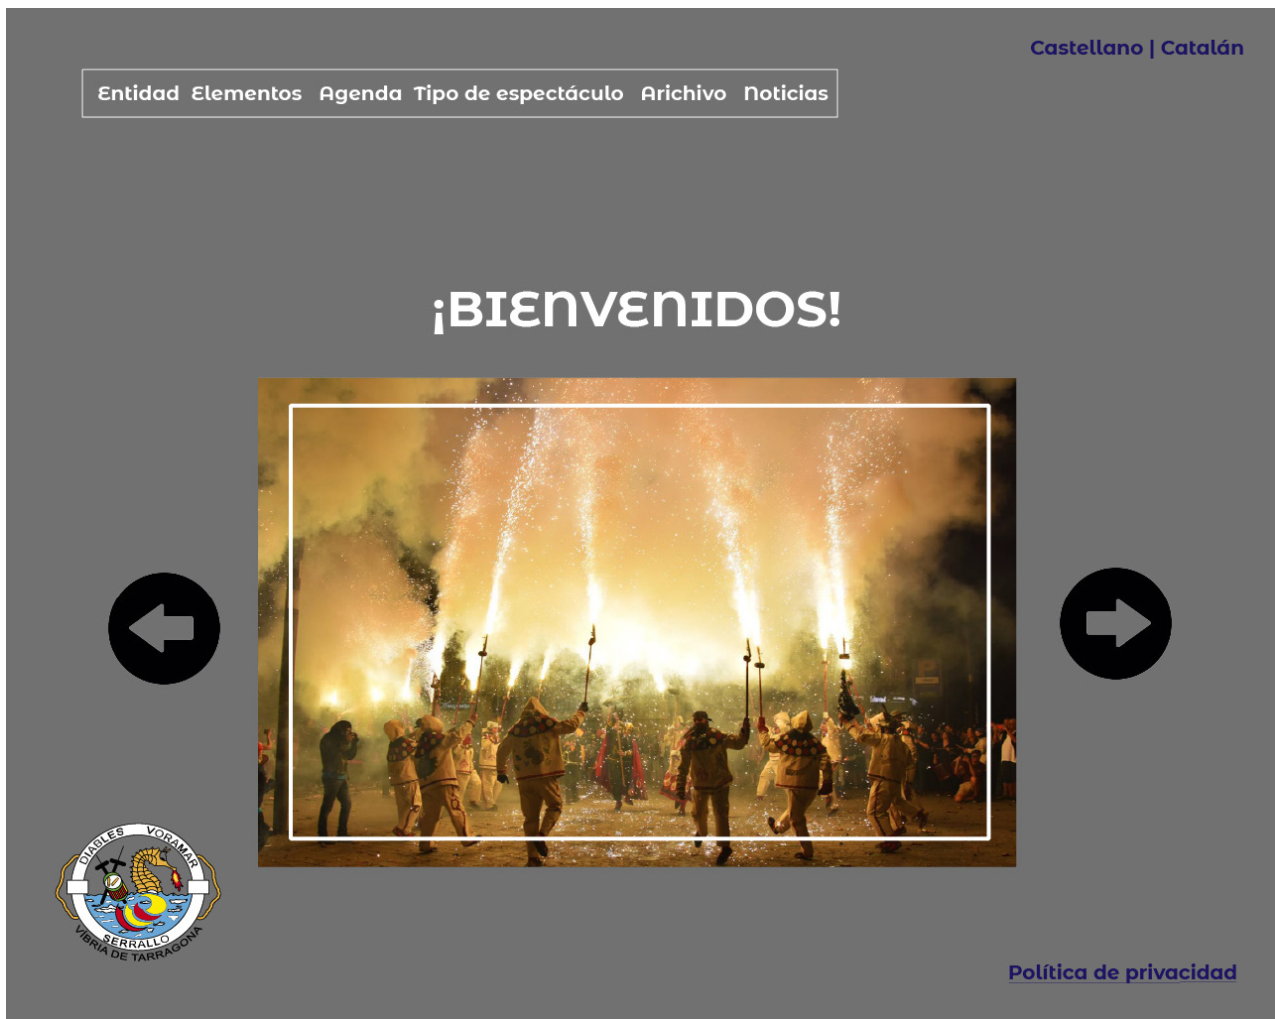 Castellano | Catalán
Entidad Elementos Agenda Tipo de espectáculo Arichivo Noticias
¡BIENVENIDOS!
DIABLES VORAMAR
SERRALLO
VÍBRIA DE TARRAGONA
Política de privacidad